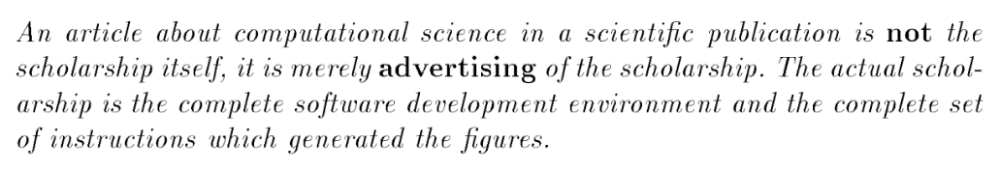 An article about computational science in a scientific publication is not the
scholarship itself, it is merely advertising of the scholarship. The actual schol-
arship is the complete software development environment and the complete set
of instructions which generated the figures.